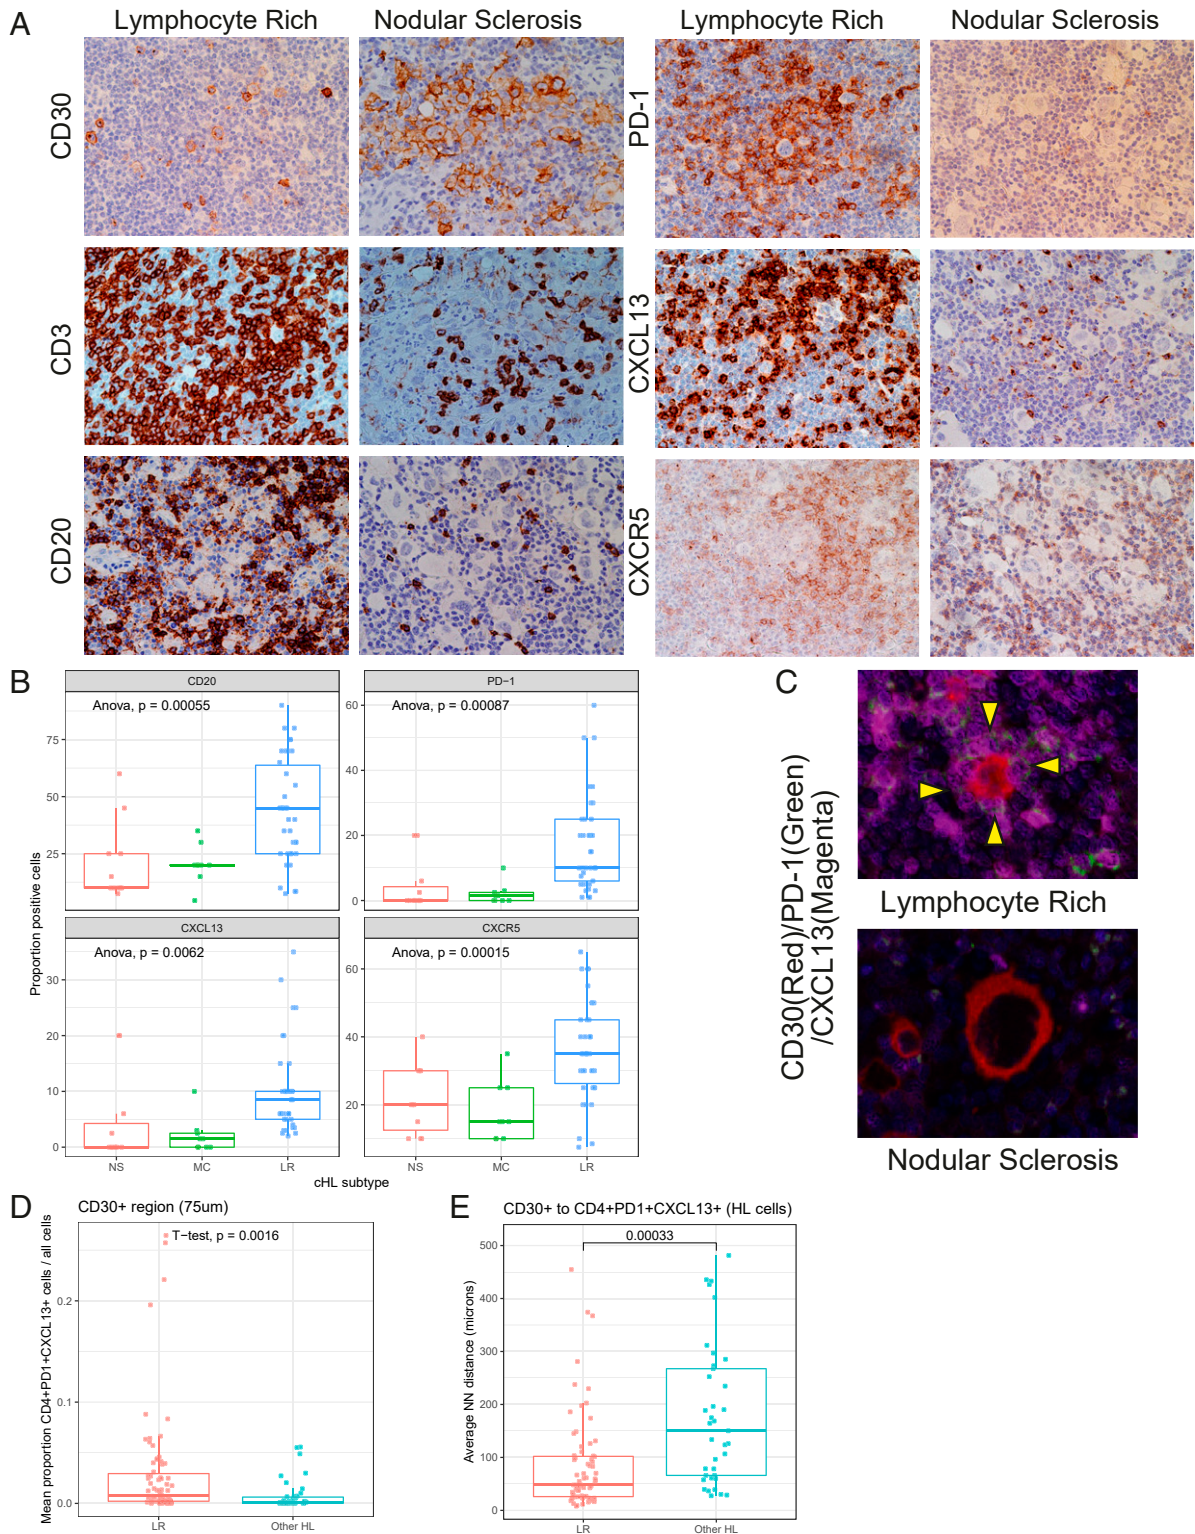 A
Lymphocyte Rich
Nodular Sclerosis
Lymphocyte Rich
Nodular Sclerosis
CD30
PD-1
CD3
CXCL13
CD20
CXCR5
B
CD20
PD−1
Anova, p = 0.00055
Anova, p = 0.00087
75
50
25
60
40
20
0
CXCL13
CXCR5
Anova, p = 0.0062
Anova, p = 0.00015
30
20
10
0
60
40
20
Proportion positive cells
NS
MC
LR
NS
MC
LR
cHL subtype
C
CD30(Red)/PD-1(Green)
/CXCL13(Magenta)
Lymphocyte Rich
Nodular Sclerosis
D
CD30+ region (75um)
T−test, p = 0.0016
Mean proportion CD4+PD1+CXCL13+ cells / all cells
0.2
0.1
0.0
LR
Other HL
E
CD30+ to CD4+PD1+CXCL13+ (HL cells)
0.00033
Average NN distance (microns)
500
400
300
200
100
0
LR
Other HL